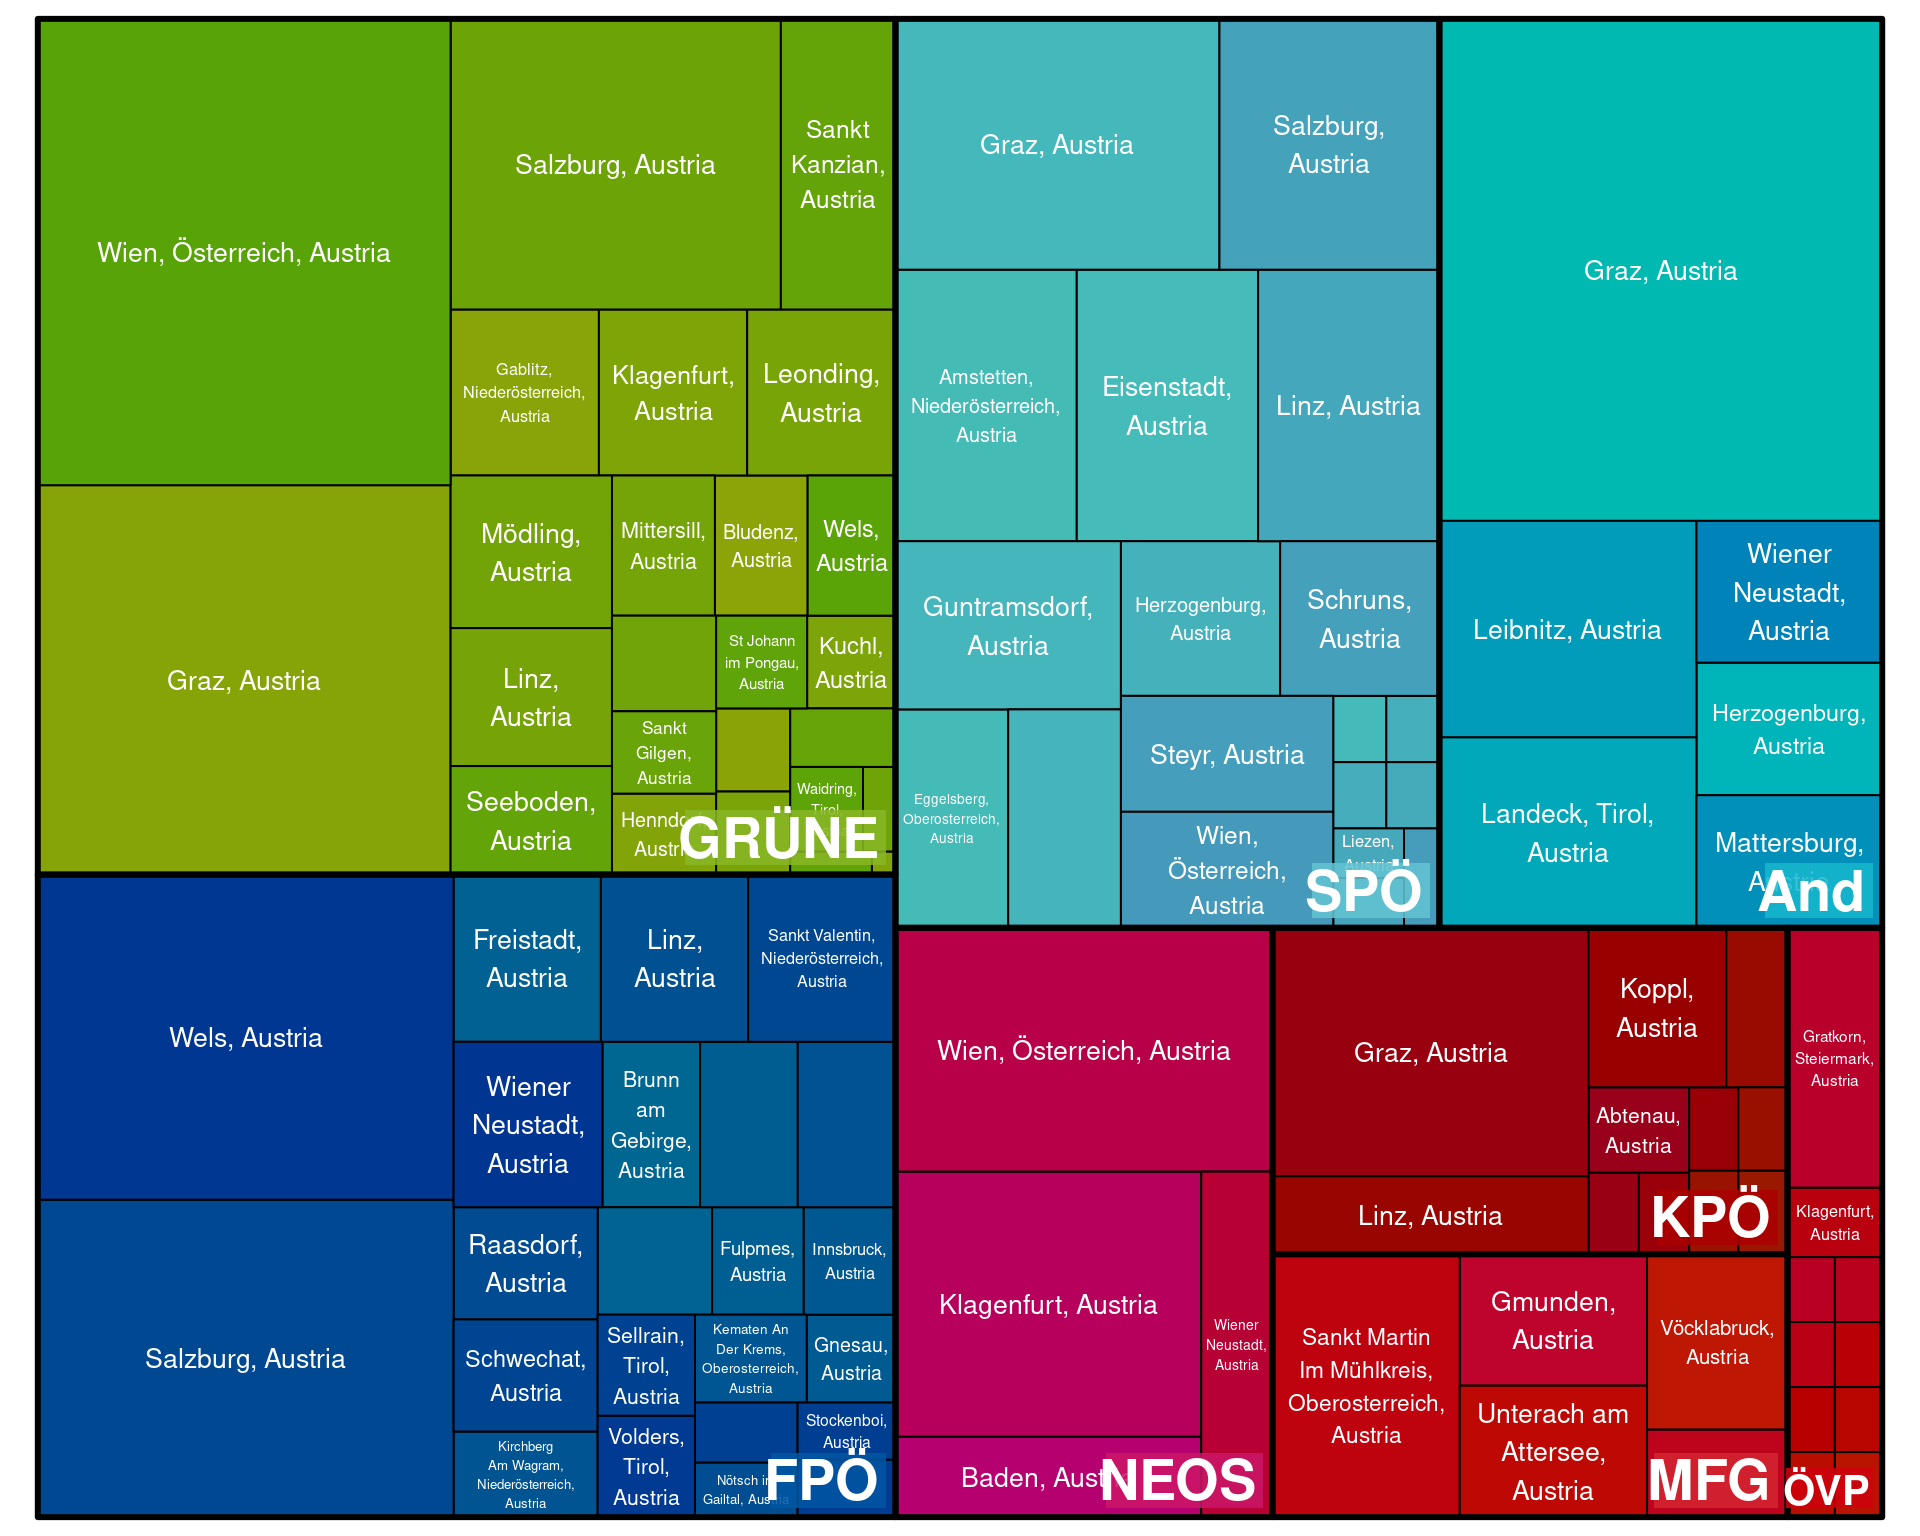 Wien, Österreich, Austria
Graz, Austria
Salzburg, Austria
Sankt
Kanzian,
Austria
Gablitz,
Niederösterreich,
Austria
Klagenfurt,
Austria
Leonding,
Austria
Mödling,
Austria
Mittersill,
Austria
Bludenz,
Austria
Wels,
Austria
Linz,
Austria
St Johann
im Pongau,
Austria
Kuchl,
Austria
Sankt
Gilgen,
Austria
Seeboden,
Austria
Waidring,
GRÜNE
Graz, Austria
Salzburg,
Austria
Amstetten,
Niederösterreich,
Austria
Eisenstadt,
Austria
Linz, Austria
Guntramsdorf,
Austria
Herzogenburg,
Austria
Schruns,
Austria
Eggelsberg,
Oberosterreich,
Austria
Steyr, Austria
Wien,
Österreich,
Austria
Liezen,
Austria
SPÖ
Graz, Austria
Leibnitz, Austria
Wiener
Neustadt,
Austria
Herzogenburg,
Austria
Landeck, Tirol,
Austria
Mattersburg,
And
Wels, Austria
Salzburg, Austria
Freistadt,
Austria
Linz,
Austria
Sankt Valentin,
Niederösterreich,
Austria
Wiener
Neustadt,
Austria
Brunn
am
Gebirge,
Austria
Raasdorf,
Austria
Fulpmes,
Austria
Innsbruck,
Austria
Schwechat,
Austria
Sellrain,
Tirol,
Austria
Kematen An
Der Krems,
Oberosterreich,
Austria
Gnesau,
Austria
Kirchberg
Am Wagram,
Niederösterreich,
Austria
Volders,
Tirol,
Austria
Stockenboi,
Austria
Nötsch im
Gailtal, Austria
FPÖ
Wien, Österreich, Austria
Klagenfurt, Austria
Wiener
Neustadt,
Austria
Baden, Austria
NEOS
Graz, Austria
Koppl,
Austria
Abtenau,
Austria
Linz, Austria
KPÖ
Sankt Martin
Im Mühlkreis,
Oberosterreich,
Austria
Gmunden,
Austria
Vöcklabruck,
Austria
Unterach am
Attersee,
Austria
MFG
Gratkorn,
Steiermark,
Austria
Klagenfurt,
Austria
ÖVP